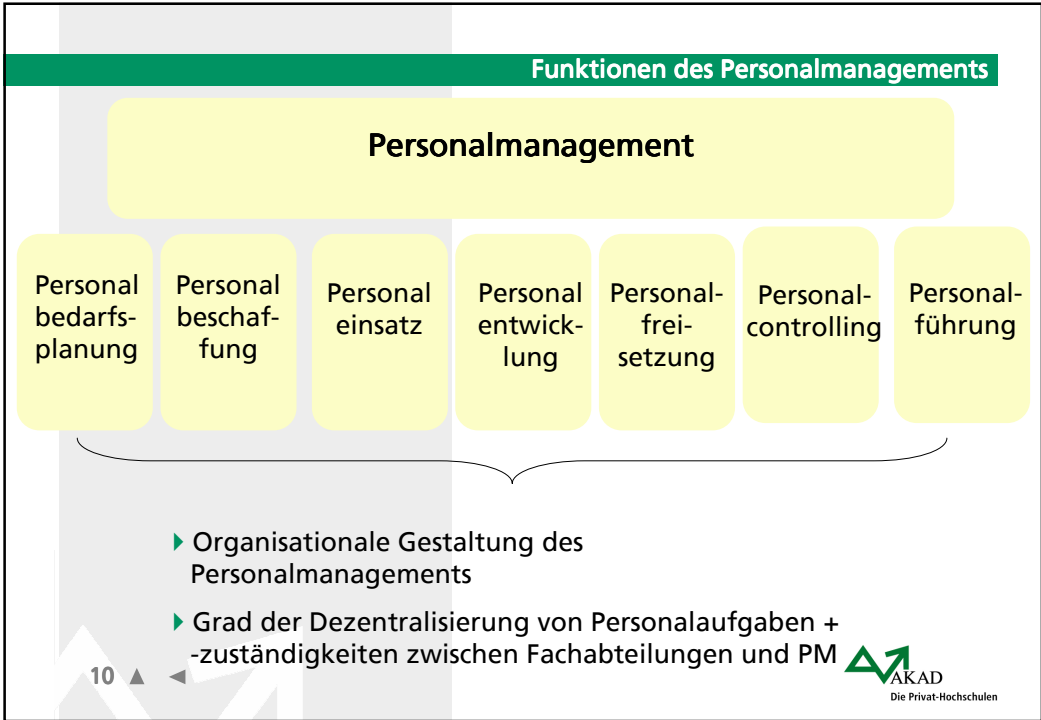 Funktionen des Personalmanagements
Personalmanagement
Personal
bedarfs-
planung
Personal
beschaf-
fung
Personal
einsatz
Personal
entwick-
lung
Personal-
frei-
setzung
Personal-
controlling
Personal-
führung
Organisationale Gestaltung des
Personalmanagements
Grad der Dezentralisierung von Personalaufgaben +
-zuständigkeiten zwischen Fachabteilungen und PM
10
AKAD
Die Privat-Hochschulen